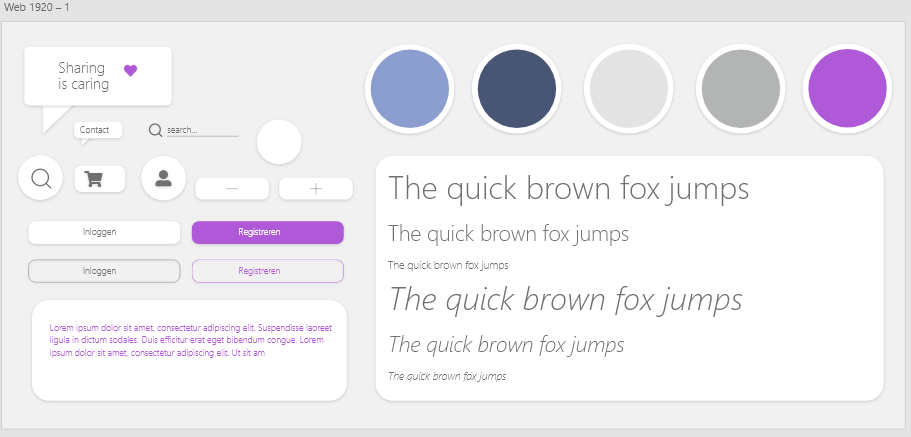 Web 1920 – 1
Sharing
is caring
Contact
search...
Inloggen
Registreren
Inloggen
Registreren
Lorem ipsum dolor sit amet, consectetur adipiscing elit. Suspendisse laoreet
ligula in dictum sodales. Duis efficitur erat eget bibendum congue. Lorem
ipsum dolor sit amet, consectetur adipiscing elit. Ut sit am
The quick brown fox jumps
The quick brown fox jumps
The quick brown fox jumps
The quick brown fox jumps
The quick brown fox jumps
The quick brown fox jumps